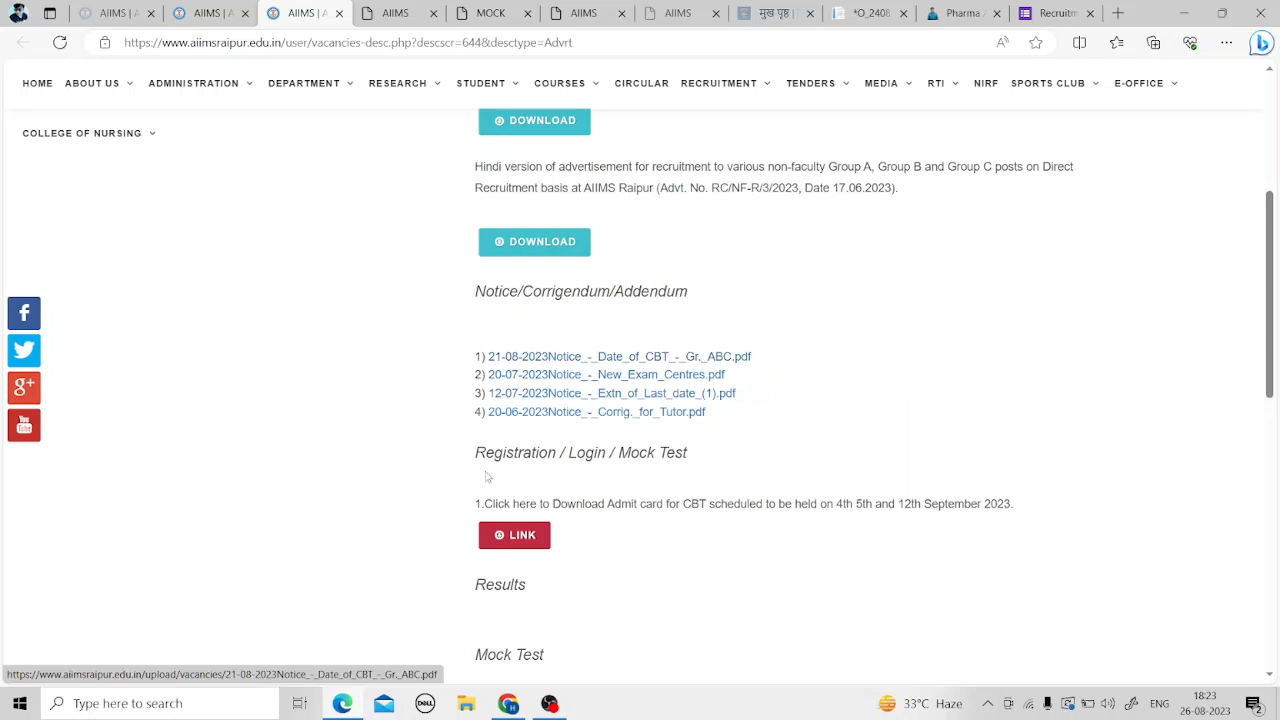 AIIMS |
AIIMS |
AIIMS |
AIIMS
AIIMS
AIIMS
AIIMS
मुख पृष्ठ
*O_24
Pharma
Recruitm
https://www.aiimsraipur.edu.in/user/vacancies-desc.php?descscr=644&desctype=Advrt
HOME ABOUT US ADMINISTRATION DEPARTMENT RESEARCH STUDENT COURSES CIRCULAR RECRUITMENT TENDERS MEDIA RTI NIRF SPORTS CLUB E-OFFICE
COLLEGE OF NURSING
DOWNLOAD
Hindi version of advertisement for recruitment to various non-faculty Group A, Group B and Group C posts on Direct
Recruitment basis at AIIMS Raipur (Advt. No. RC/NF-R/3/2023, Date 17.06.2023).
DOWNLOAD
Notice/Corrigendum/Addendum
1) 21-08-2023Notice_-_Date_of_CBT_-_Gr._ABC.pdf
2) 20-07-2023Notice_-_New_Exam_Centres.pdf
3) 12-07-2023Notice_-_Extn_of_Last_date_(1).pdf
4) 20-06-2023Notice_-_Corrig._for_Tutor.pdf
Registration / Login / Mock Test
1.Click here to Download Admit card for CBT scheduled to be held on 4th 5th and 12th September 2023.
LINK
Results
Mock Test
https://www.aiimsraipur.edu.in/upload/vacancies/21-08-2023Notice_-_Date_of_CBT_-_Gr._ABC.pdf
Type here to search
33°C Haze
ENG
18:23
26-08-2023